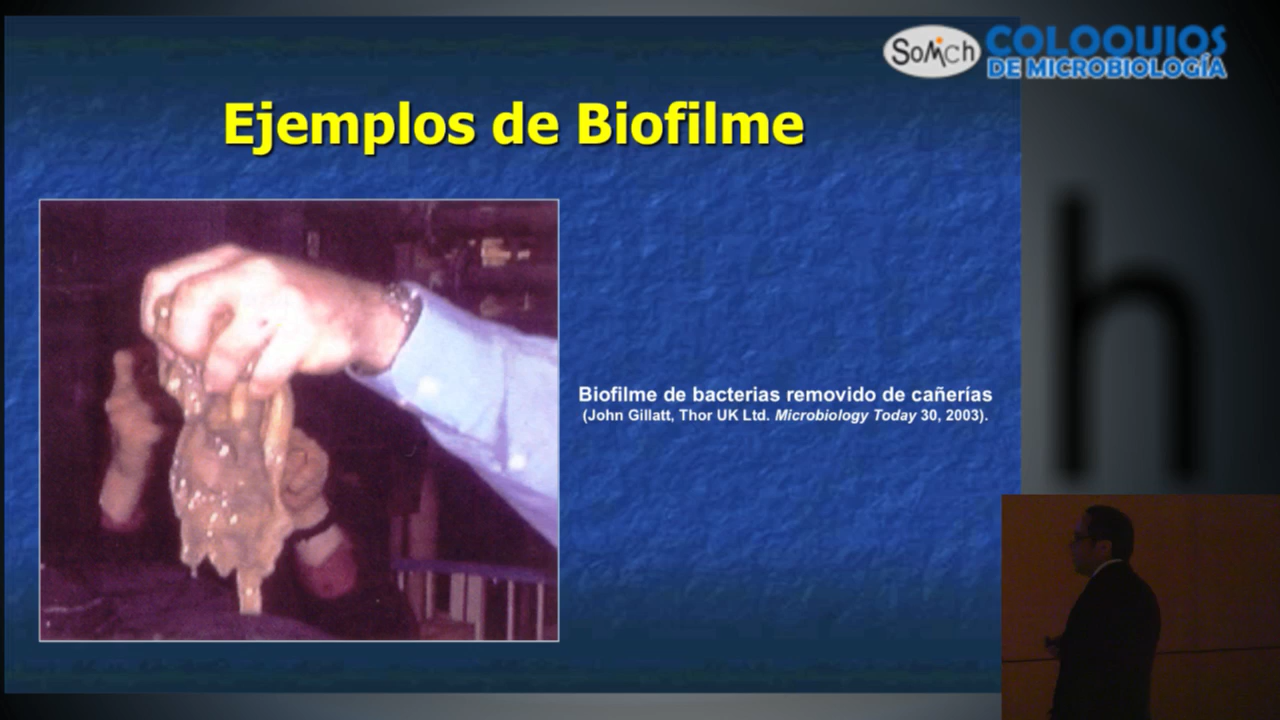 SoMich
COLOQUIOS
DE MICROBIOLOGÍA
Ejemplos de Biofilme
Biofilme de bacterias removido de cañerías
(John Gillatt, Thor UK Ltd. Microbiology Today 30, 2003).
h